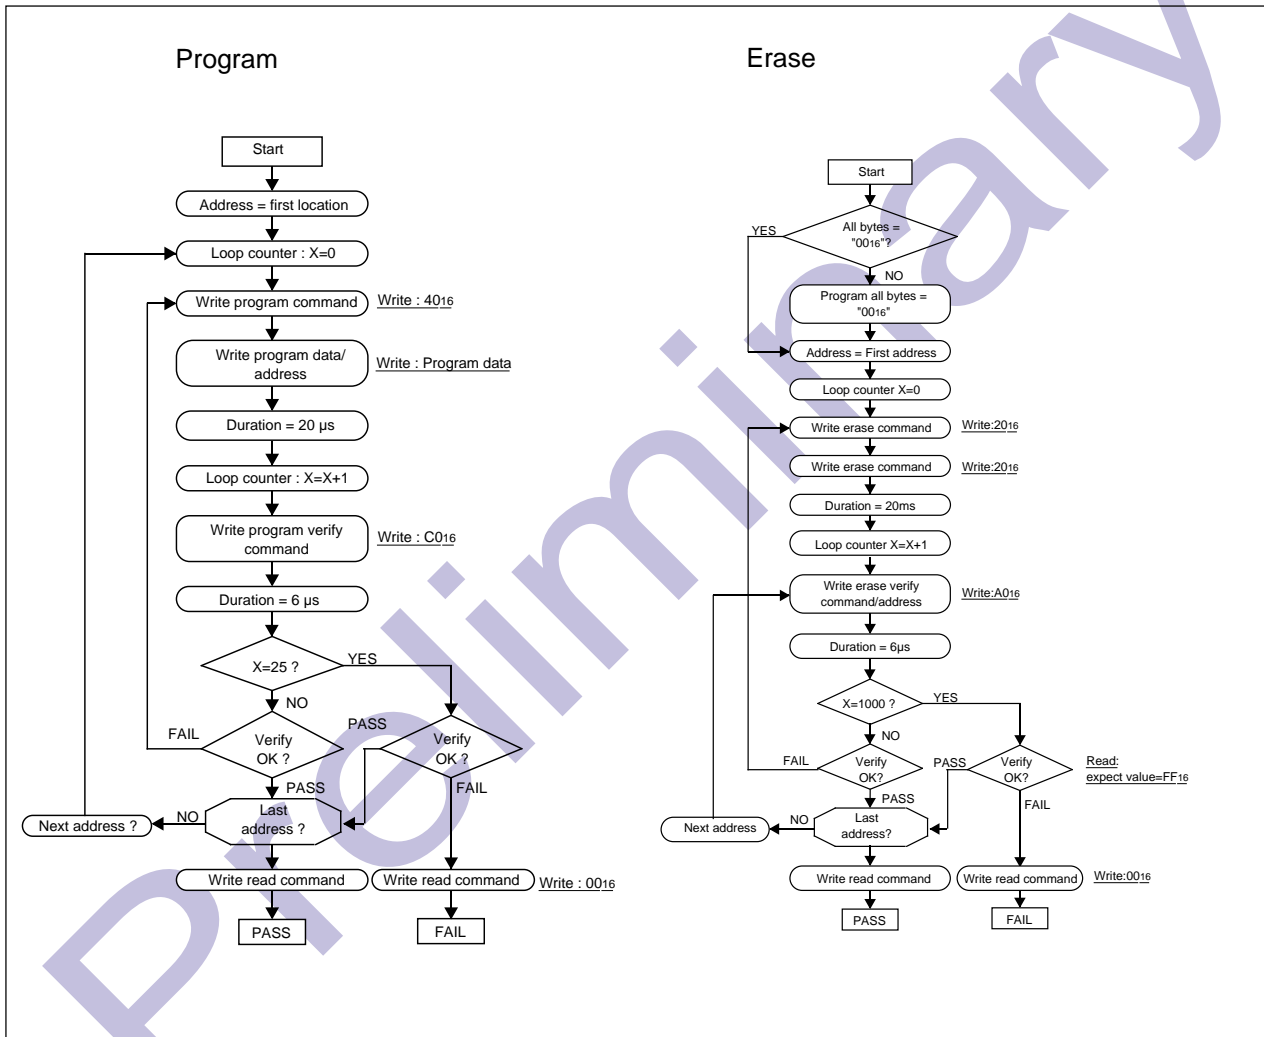 Program
Start
Address = first location
Loop counter : X=0
Write program command
Write : 4016
Write program data/
address
Write : Program data
Duration = 20 µs
Loop counter : X=X+1
Write program verify
command
Write : C016
Duration = 6 µs
X=25 ?
YES
NO
FAIL
Verify
OK ?
PASS
PASS
Verify
OK ?
FAIL
Last
address ?
NO
Next address ?
Write read command
Write read command
Write : 0016
PASS
FAIL
Erase
Start
All bytes =
"0016"?
YES
NO
Program all bytes =
"0016"
Address = First address
Loop counter X=0
Write erase command
Write:2016
Write erase command
Write:2016
Duration = 20ms
Loop counter X=X+1
Write erase verify
command/address
Write:A016
Duration = 6µs
X=1000 ?
YES
NO
FAIL
Verify
OK?
PASS
PASS
Verify
OK?
Read:
expect value=FF16
FAIL
Last
address?
NO
Next address
Write read command
Write read command
Write:0016
PASS
FAIL
Preliminary